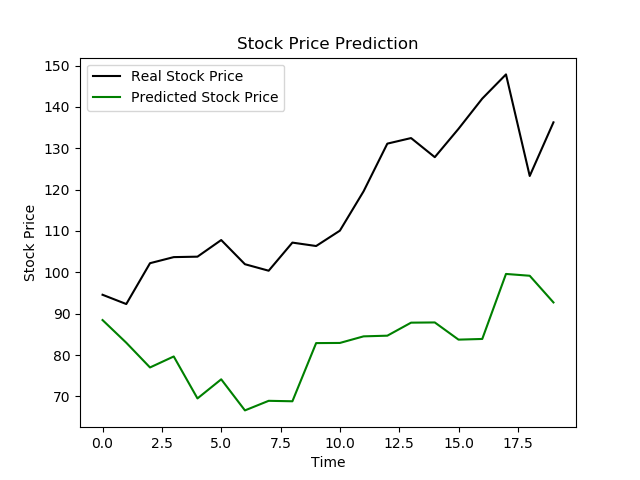 Stock Price Prediction
Real Stock Price
Predicted Stock Price
Stock Price
150
140
130
120
110
100
90
80
70
0.0 2.5 5.0 7.5 10.0 12.5 15.0 17.5
Time